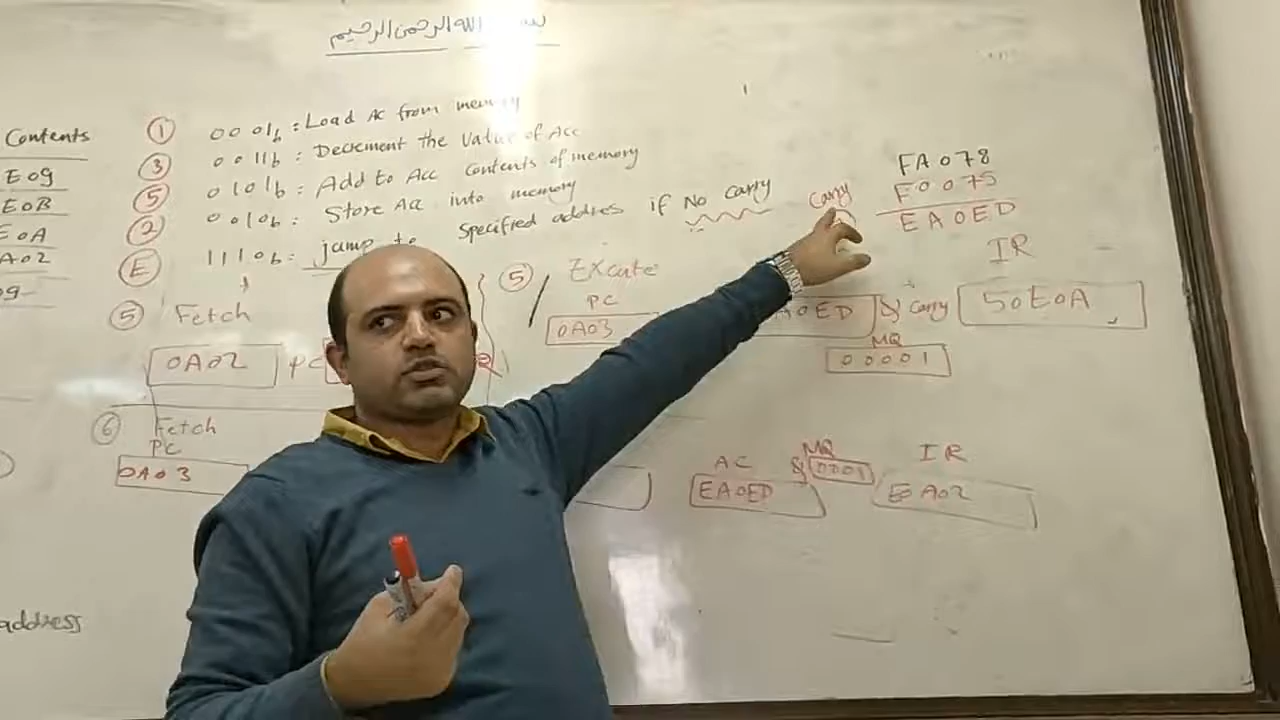 بسم الله الرحمن الرحيم
Contents
E09
E0B
E0A
A02
09
① 0001b : Load Ac from memory
③ 0011b : Decrement the Value of Acc
⑤ 0101b : Add to Acc Contents of memory
② 0010b : Store Acc into memory
Ⓔ 1110b : jump to specified address if No carry
Carry
FA078
F0075
EA0ED
IR
⑤ Fetch
0A02 PC
⑤ Excute
PC
0A03
A0ED & Carry
50E0A
MQ
00001
⑥ Fetch
PC
0A03
AC
EA0ED
& MQ
0001
IR
E0A02
address